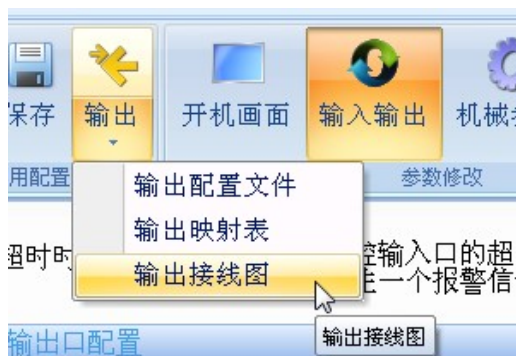 保存 输出 开机画面 输入输出 机械
用配置 参数修改
输出配置文件
输出映射表
输出接线图
超时时 控输入口的超
生一个报警信
输出接线图
输出口配置